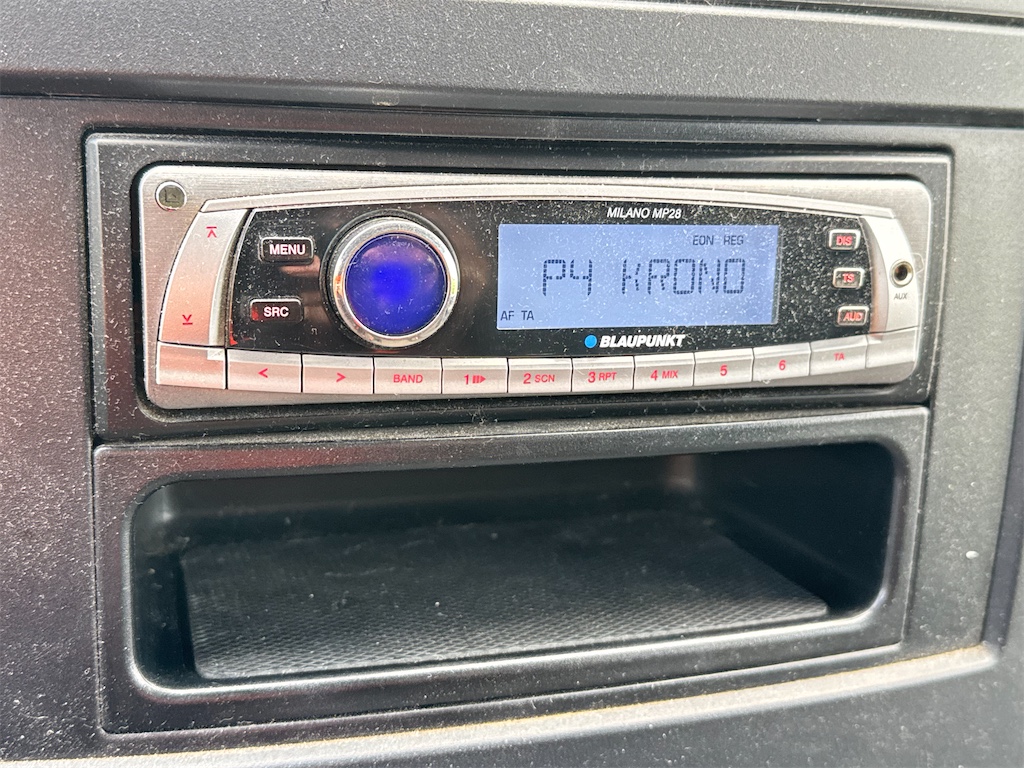 MILANO MP28
MENU
EON REG
DIS
P4 KRONO
TS
SRC
AF TA
AUD
AUX
BLAUPUNKT
< > BAND 1 2 SCN 3 RPT 4 MIX 5 6 TA